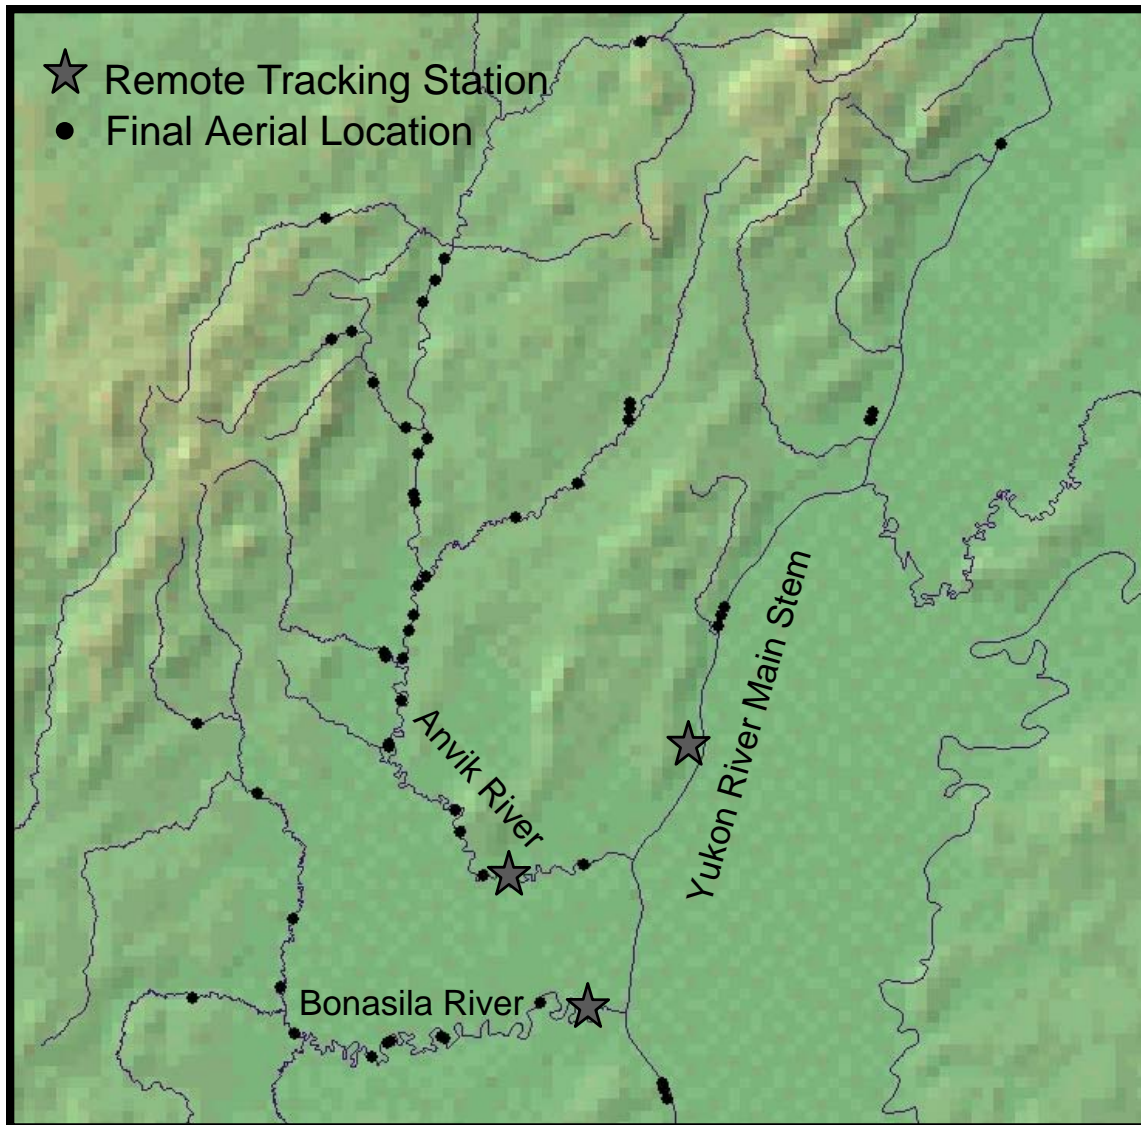 Remote Tracking Station
Final Aerial Location
Anvik River
Yukon River Main Stem
Bonasila River